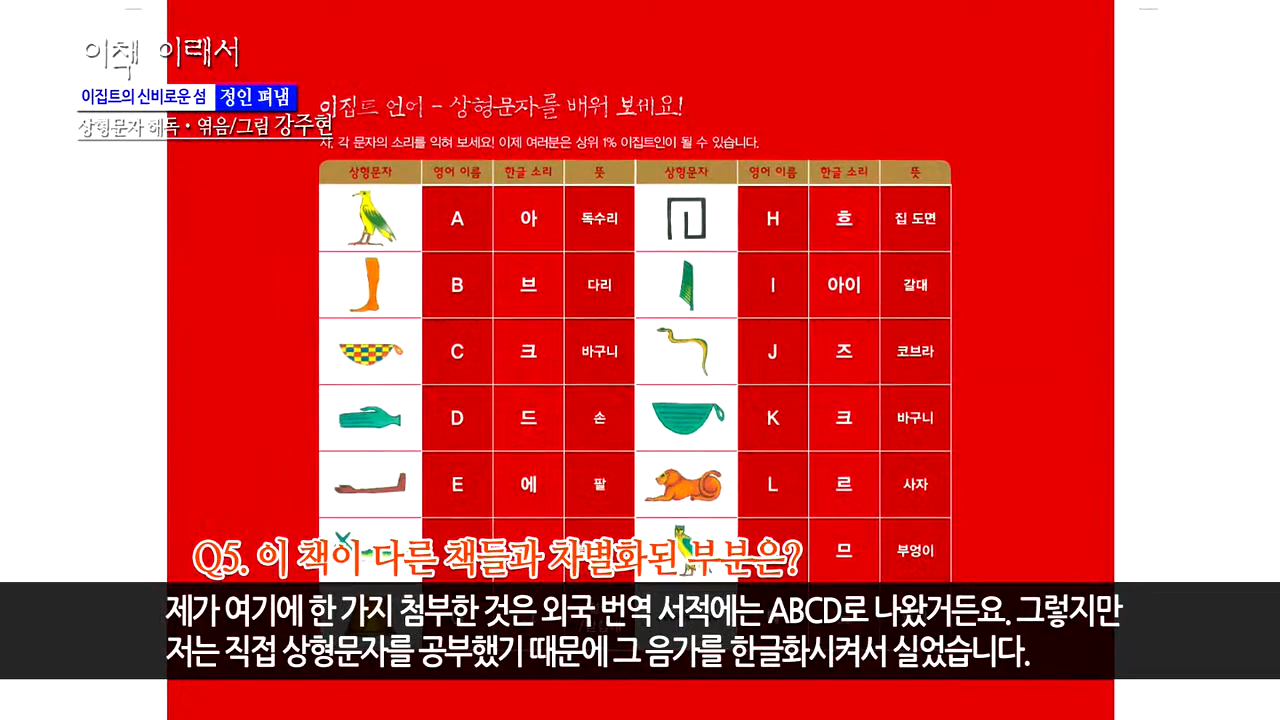 이책 이래서
이집트의 신비로운 섬 정인 펴냄
상형문자 해독·엮음/그림 강주현
이집트 언어 - 상형문자를 배워 보세요!
자, 각 문자의 소리를 익혀 보세요! 이제 여러분은 상위 1% 이집트인이 될 수 있습니다.
상형문자 영어 이름 한글 소리 뜻 상형문자 영어 이름 한글 소리 뜻
A 아 독수리 H 흐 집 도면
B 브 다리 I 아이 갈대
C 크 바구니 J 즈 코브라
D 드 손 K 크 바구니
E 에 팔 L 르 사자
므 부엉이
Q5. 이 책이 다른 책들과 차별화된 부분은?
제가 여기에 한 가지 첨부한 것은 외국 번역 서적에는 ABCD로 나왔거든요. 그렇지만
저는 직접 상형문자를 공부했기 때문에 그 음가를 한글화시켜서 실었습니다.